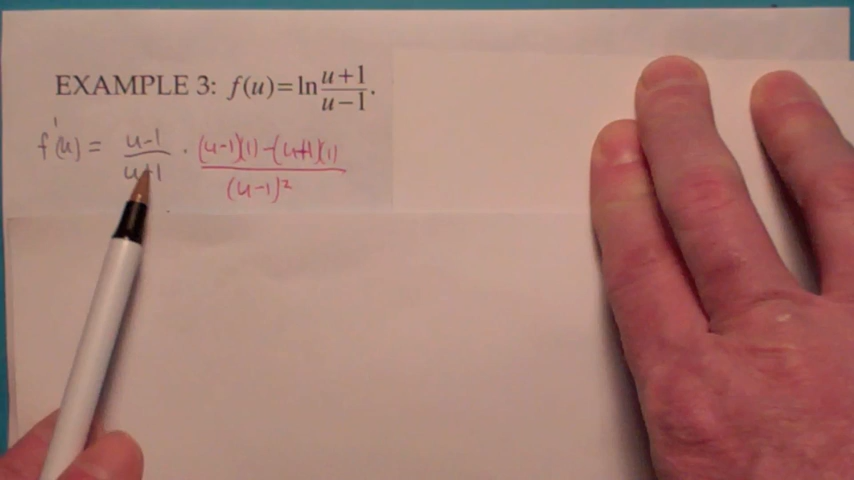 EXAMPLE 3: f(u)=ln u+1/u−1.
f'(u) = u-1/u+1 · (u-1)(1)-(u+1)(1)/(u-1)²